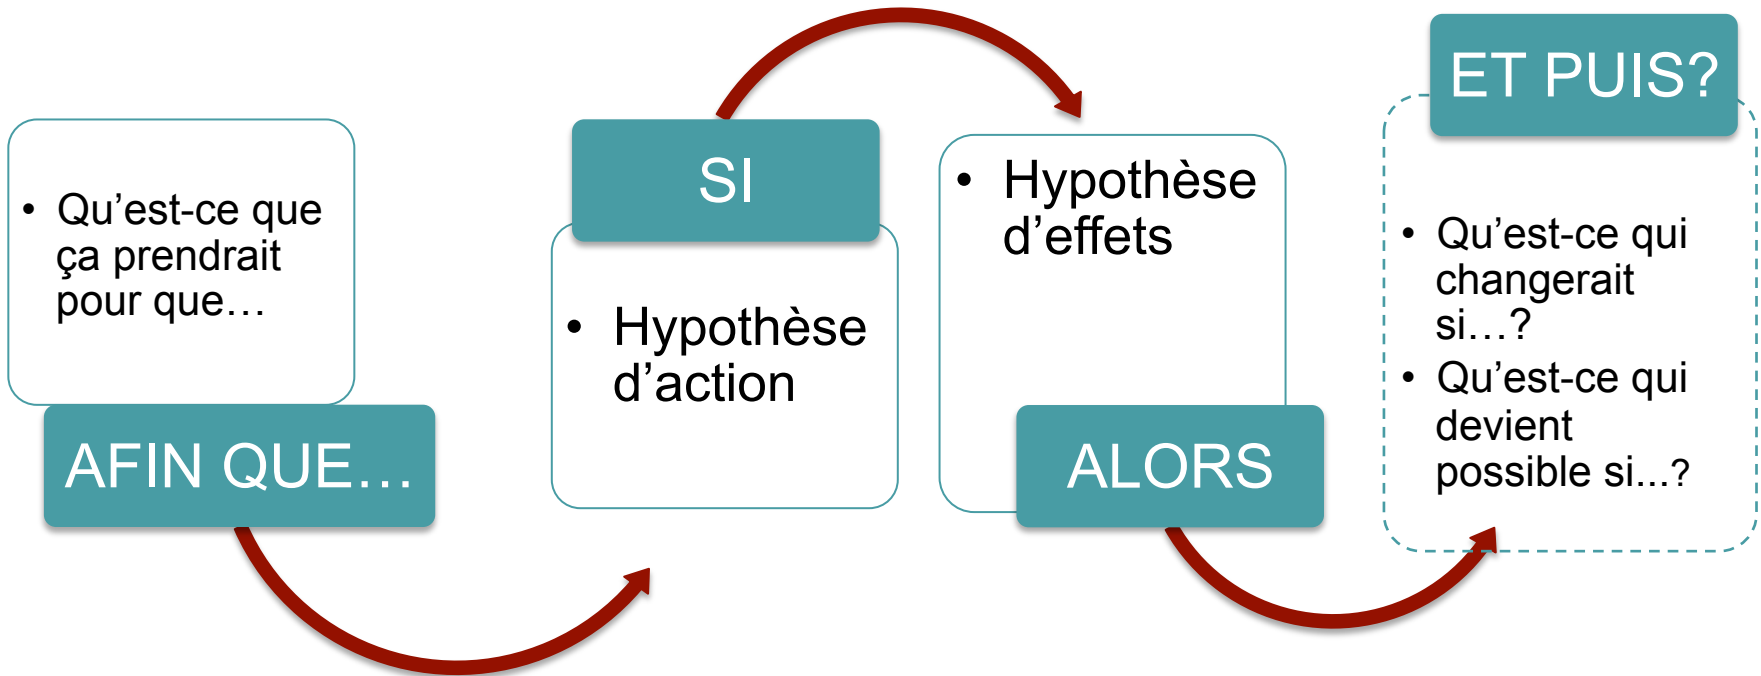 • Qu’est-ce que
ça prendrait
pour que…
AFIN QUE…
SI
• Hypothèse
d’action
• Hypothèse
d’effets
ALORS
ET PUIS?
• Qu’est-ce qui
changerait
si…?
• Qu’est-ce qui
devient
possible si...?